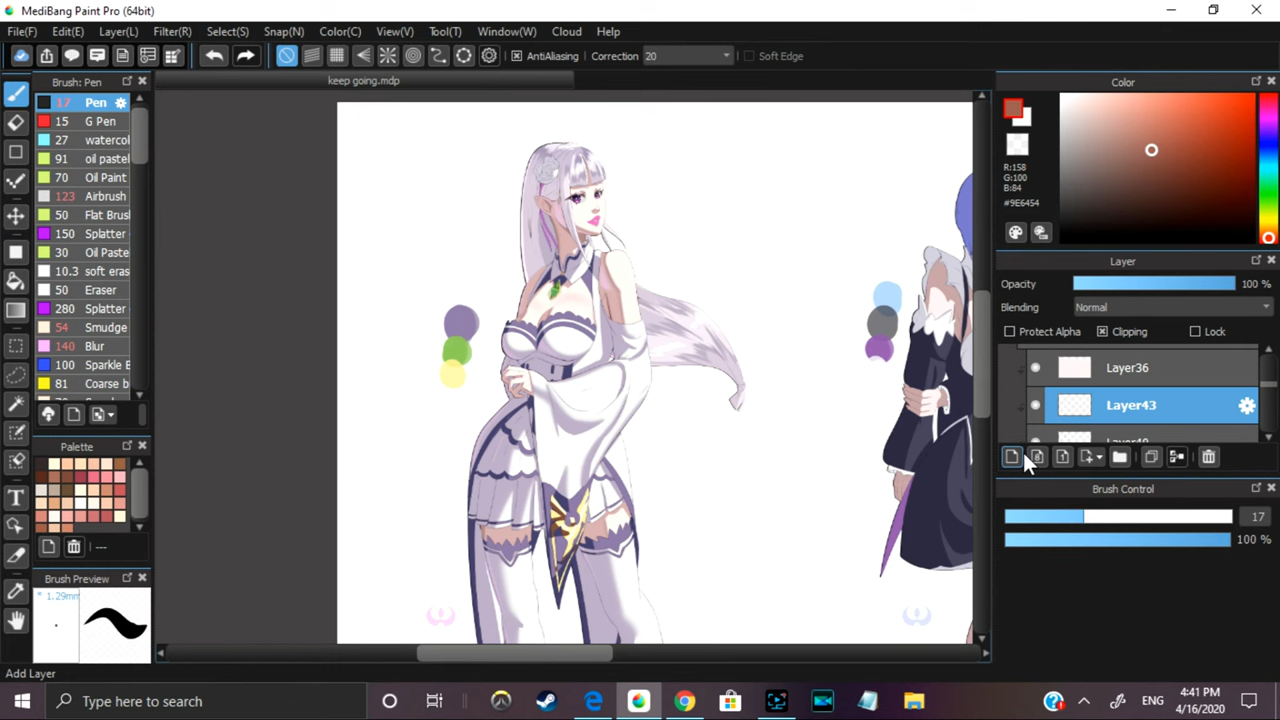 MediBang Paint Pro (64bit)
File(F) Edit(E) Layer(L) Filter(R) Select(S) Snap(N) Color(C) View(V) Tool(T) Window(W) Cloud Help
AntiAliasing Correction 20 Soft Edge
Brush: Pen
17 Pen
15 G Pen
27 watercol
91 oil pastel
70 Oil Paint
123 Airbrush
50 Flat Brus
150 Splatter
30 Oil Paste
10.3 soft eras
50 Eraser
280 Splatter
54 Smudge
140 Blur
100 Sparkle B
81 Coarse b
Palette
---
Brush Preview
* 1.29mm
keep going.mdp
Color
R:158
G:100
B:84
#9E6454
Layer
Opacity 100 %
Blending Normal
Protect Alpha Clipping Lock
Layer36
Layer43
Brush Control
17
100 %
Add Layer
Type here to search
ENG
4:41 PM
4/16/2020